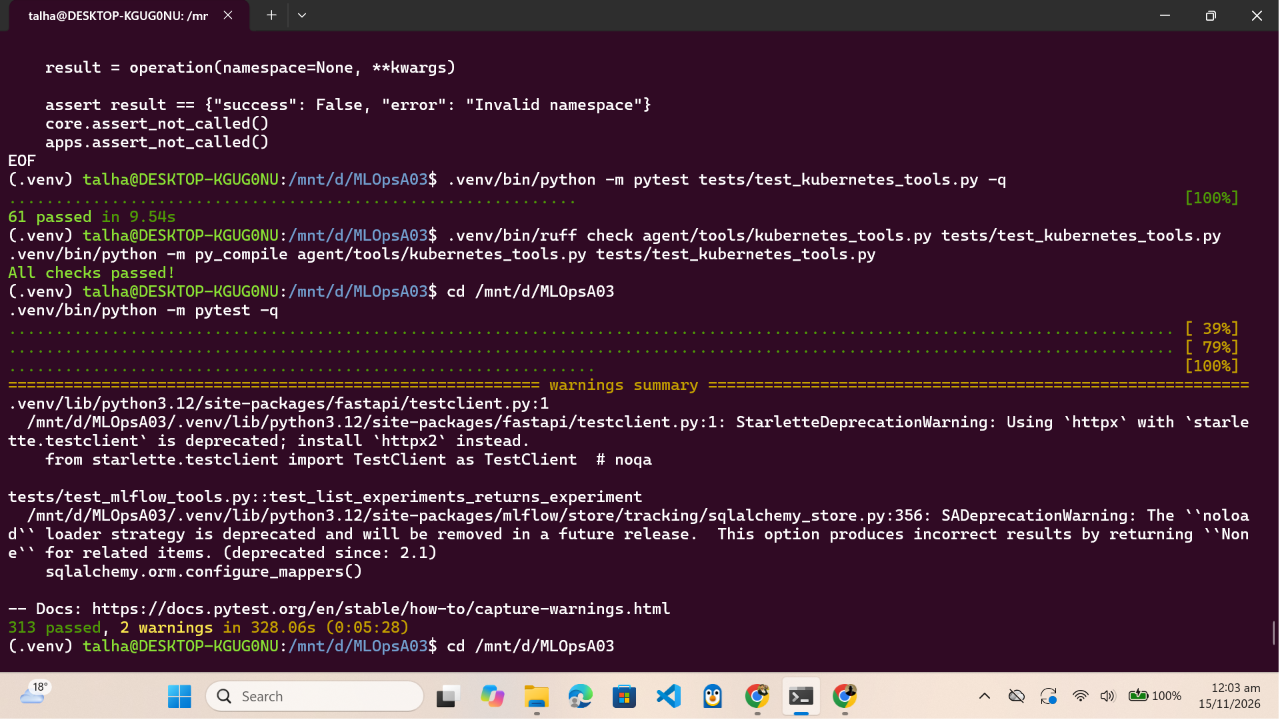 talha@DESKTOP-KGUG0NU: /mr
result = operation(namespace=None, **kwargs)
assert result == {"success": False, "error": "Invalid namespace"}
core.assert_not_called()
apps.assert_not_called()
EOF
(.venv) talha@DESKTOP-KGUG0NU:/mnt/d/MLOpsA03$ .venv/bin/python -m pytest tests/test_kubernetes_tools.py -q
............................................................. [100%]
61 passed in 9.54s
(.venv) talha@DESKTOP-KGUG0NU:/mnt/d/MLOpsA03$ .venv/bin/ruff check agent/tools/kubernetes_tools.py tests/test_kubernetes_tools.py
.venv/bin/python -m py_compile agent/tools/kubernetes_tools.py tests/test_kubernetes_tools.py
All checks passed!
(.venv) talha@DESKTOP-KGUG0NU:/mnt/d/MLOpsA03$ cd /mnt/d/MLOpsA03
.venv/bin/python -m pytest -q
............................................................................................................................. [ 39%]
............................................................................................................................. [ 79%]
............................................................... [100%]
========================================================= warnings summary ==========================================================
.venv/lib/python3.12/site-packages/fastapi/testclient.py:1
/mnt/d/MLOpsA03/.venv/lib/python3.12/site-packages/fastapi/testclient.py:1: StarletteDeprecationWarning: Using `httpx` with `starle
tte.testclient` is deprecated; install `httpx2` instead.
from starlette.testclient import TestClient as TestClient  # noqa
tests/test_mlflow_tools.py::test_list_experiments_returns_experiment
/mnt/d/MLOpsA03/.venv/lib/python3.12/site-packages/mlflow/store/tracking/sqlalchemy_store.py:356: SADeprecationWarning: The ``noloa
d`` loader strategy is deprecated and will be removed in a future release.  This option produces incorrect results by returning ``Non
e`` for related items. (deprecated since: 2.1)
sqlalchemy.orm.configure_mappers()
-- Docs: https://docs.pytest.org/en/stable/how-to/capture-warnings.html
313 passed, 2 warnings in 328.06s (0:05:28)
(.venv) talha@DESKTOP-KGUG0NU:/mnt/d/MLOpsA03$ cd /mnt/d/MLOpsA03
18°
Search
100%
12:03 am
15/11/2026